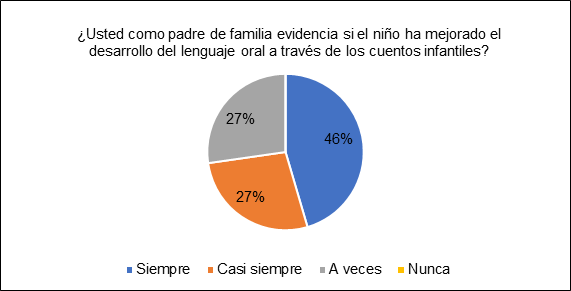 ¿Usted como padre de familia evidencia si el niño ha mejorado el
desarrollo del lenguaje oral a través de los cuentos infantiles?
27%
46%
27%
Siempre Casi siempre A veces Nunca